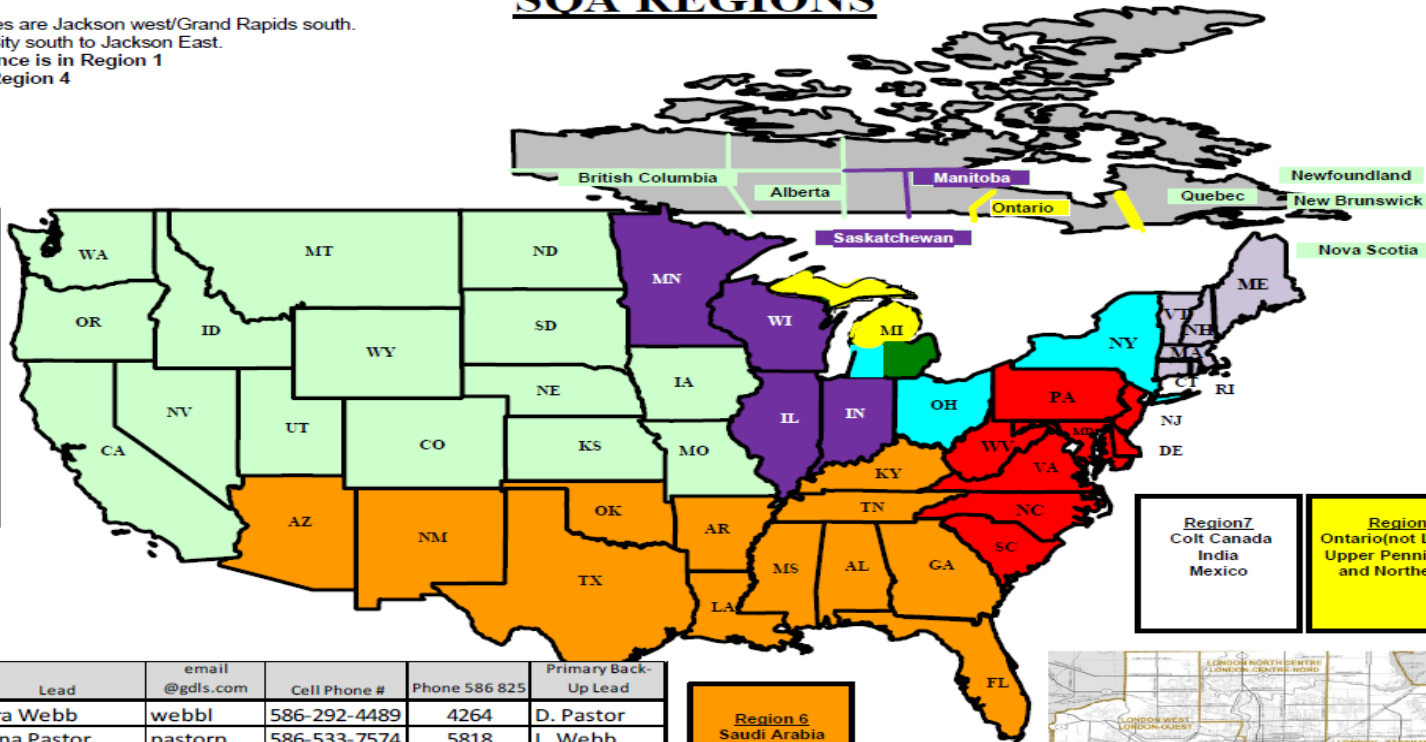 SQA REGIONS
es are Jackson west/Grand Rapids south.
ity south to Jackson East.
nce is in Region 1
Region 4
British Columbia
Alberta
Manitoba
Saskatchewan
Ontario
Quebec
Newfoundland
New Brunswick
Nova Scotia
WA
MT
ND
MN
OR
ID
SD
WI
MI
WY
NE
IA
NV
UT
CO
KS
MO
IL
IN
OH
CA
AZ
NM
OK
AR
TX
LA
MS
AL
GA
FL
TN
KY
WV
VA
NC
SC
PA
MD
NY
VT
NH
ME
MA
CT
RI
NJ
DE
Region7
Colt Canada
India
Mexico
Region
Ontario(not L
Upper Penni
and Northe
Lead email @gdls.com Cell Phone # Phone 586 825 Primary Back-Up Lead
ra Webb webbl 586-292-4489 4264 D. Pastor
na Pastor pastorp 586-533-7574 5818 L. Webb
Region 6
Saudi Arabia
LONDON NORTH CENTRE
LONDON-CENTRE-NORD
LONDON WEST
LONDON-OUEST